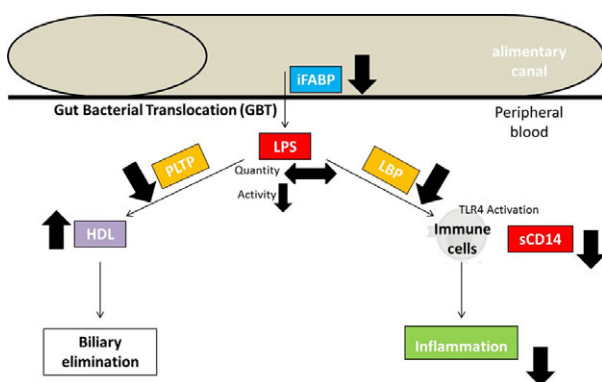 alimentary
canal
iFABP
Gut Bacterial Translocation (GBT)
Peripheral
blood
LPS
PLTP
Quantity
LBP
Activity
TLR4 Activation
HDL
Immune
cells
sCD14
Biliary
elimination
Inflammation